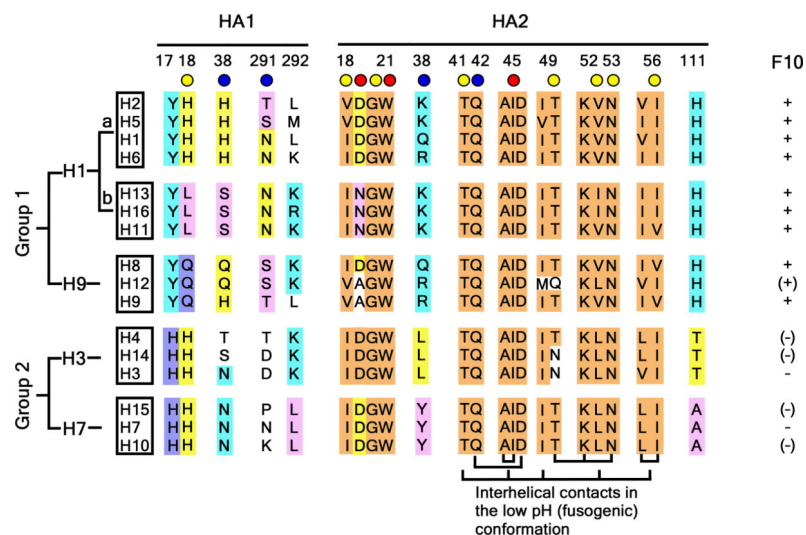 HA1 HA2
17 18 38 291 292 18 21 38 41 42 45 49 52 53 56 111 F10
H2 Y H H T L V D G W K T Q A I D I T K V N V I H +
a H5 Y H H S M V D G W K T Q A I D V T K V N I I H +
H1 Y H H N L I D G W Q T Q A I D I T K V N V I H +
H6 Y H H N K I D G W R T Q A I D I T K V N I I H +
H1
b H13 Y L S N K I N G W K T Q A I D I T K I N I I H +
H16 Y L S N R I N G W K T Q A I D I T K I N I I H +
H11 Y L S N K I N G W K T Q A I D I T K V N I V H +
Group 1
H8 Y Q Q S K I D G W Q T Q A I D I T K V N I V H +
H9 H12 Y Q Q S K V A G W R T Q A I D M Q K L N V I H (+)
H9 Y Q H T L V A G W R T Q A I D I T K V N I V H +
H4 H H T T K I D G W L T Q A I D I T K L N L I T (-)
H3 H14 H H S D K I D G W L T Q A I D I N K L N L I T (-)
H3 H H N D K I D G W L T Q A I D I N K L N V I T -
Group 2
H15 H H N P L I D G W Y T Q A I D I T K L N L I A (-)
H7 H7 H H N N L I D G W Y T Q A I D I T K L N L I A -
H10 H H N K L I D G W Y T Q A I D I T K L N L I A (-)
Interhelical contacts in
the low pH (fusogenic)
conformation